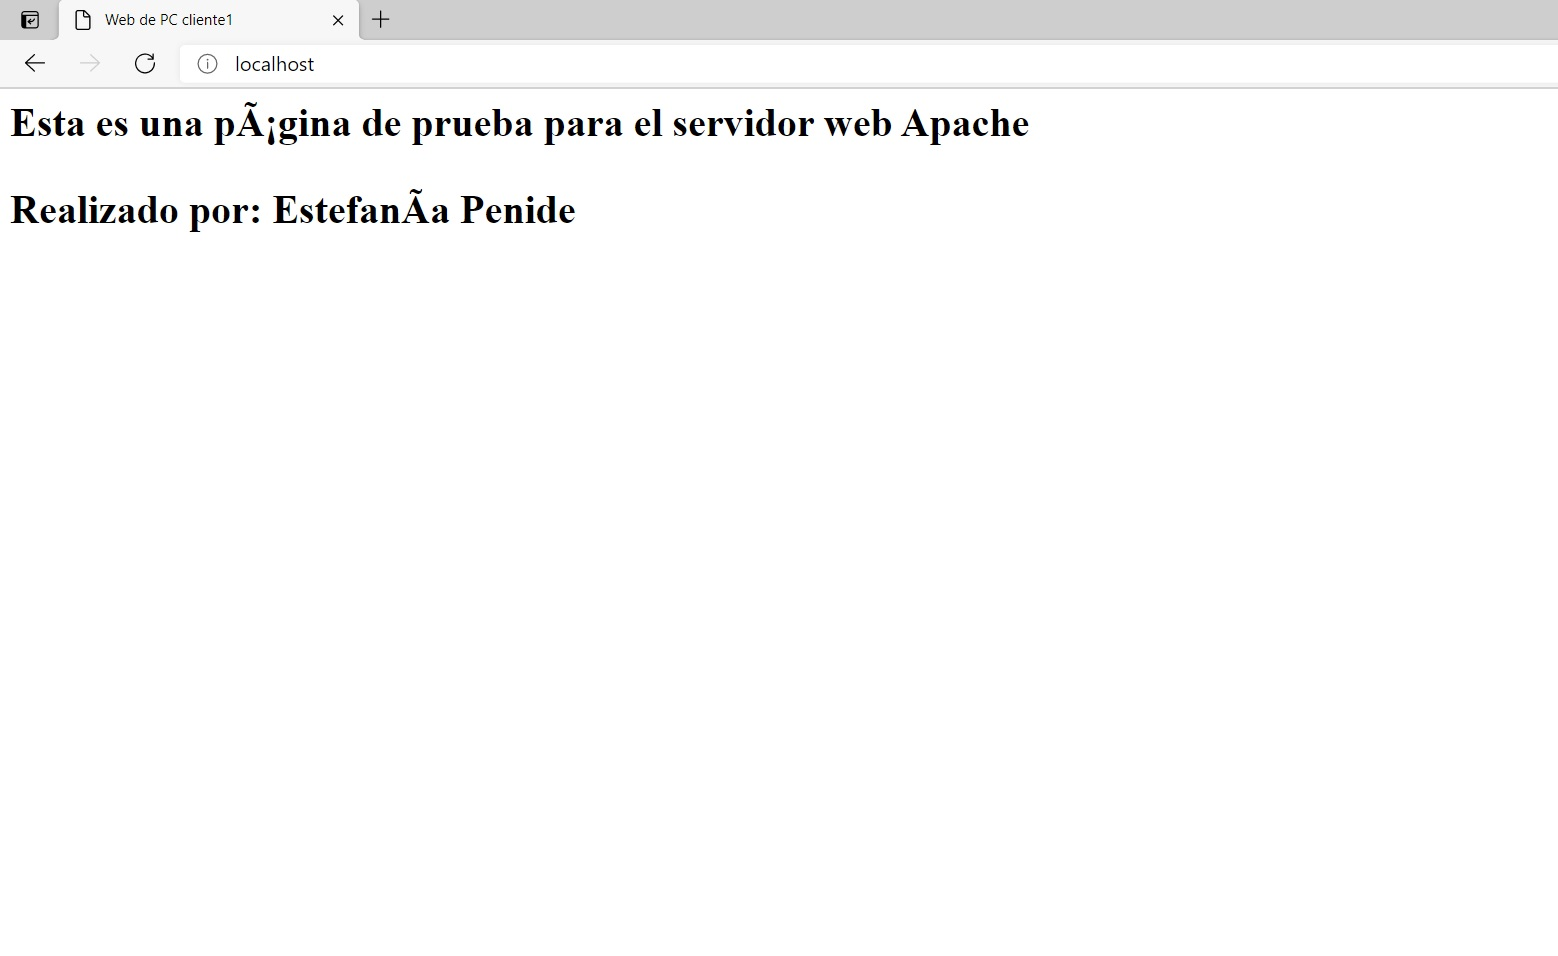 Web de PC cliente1
localhost
Esta es una pÃ¡gina de prueba para el servidor web Apache
Realizado por: EstefanÃ­a Penide